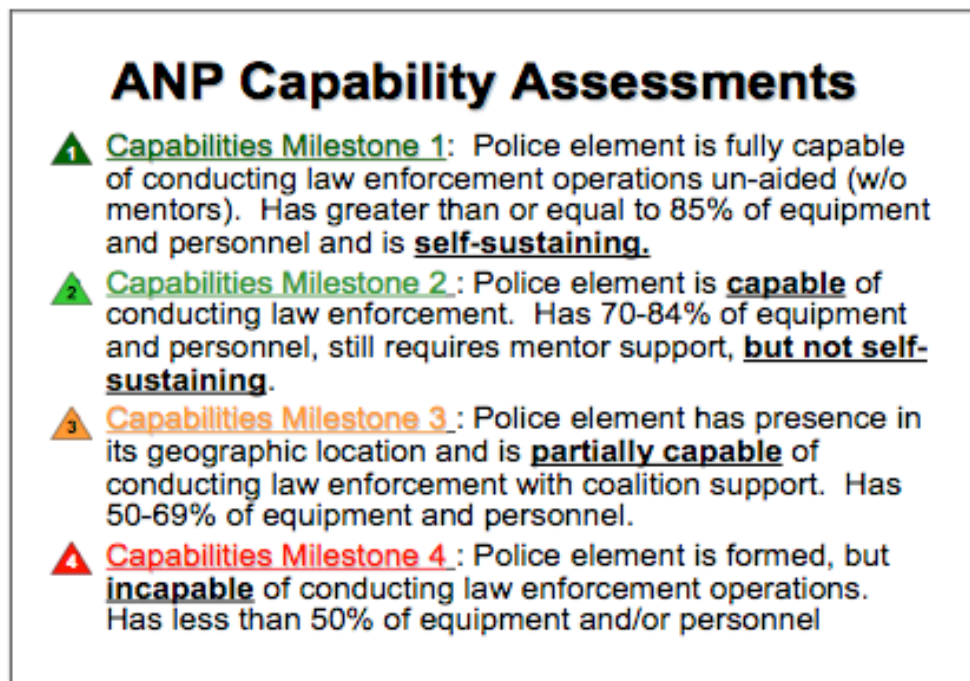 ANP Capability Assessments
1 Capabilities Milestone 1: Police element is fully capable
of conducting law enforcement operations un-aided (w/o
mentors). Has greater than or equal to 85% of equipment
and personnel and is self-sustaining.
2 Capabilities Milestone 2 : Police element is capable of
conducting law enforcement. Has 70-84% of equipment
and personnel, still requires mentor support, but not self-
sustaining.
3 Capabilities Milestone 3 : Police element has presence in
its geographic location and is partially capable of
conducting law enforcement with coalition support. Has
50-69% of equipment and personnel.
4 Capabilities Milestone 4 : Police element is formed, but
incapable of conducting law enforcement operations.
Has less than 50% of equipment and/or personnel